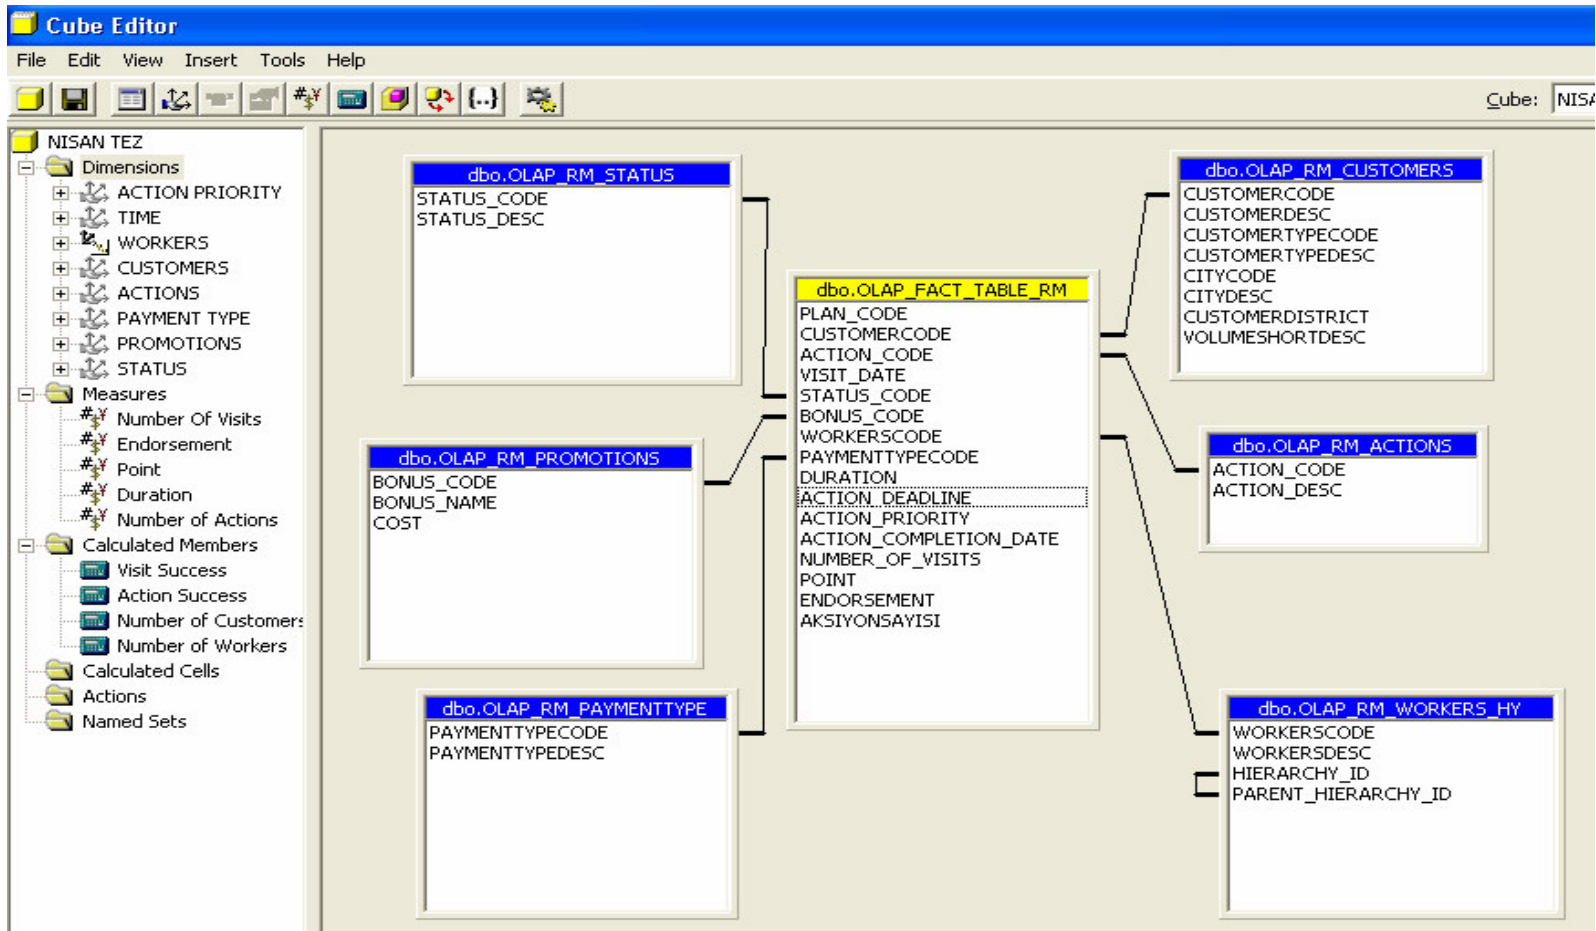 Cube Editor
File Edit View Insert Tools Help
Cube: NISA
NISAN TEZ
Dimensions
ACTION PRIORITY
TIME
WORKERS
CUSTOMERS
ACTIONS
PAYMENT TYPE
PROMOTIONS
STATUS
Measures
Number Of Visits
Endorsement
Point
Duration
Number of Actions
Calculated Members
Visit Success
Action Success
Number of Customers
Number of Workers
Calculated Cells
Actions
Named Sets
dbo.OLAP_RM_STATUS
STATUS_CODE
STATUS_DESC
dbo.OLAP_RM_PROMOTIONS
BONUS_CODE
BONUS_NAME
COST
dbo.OLAP_RM_PAYMENTTYPE
PAYMENTTYPECODE
PAYMENTTYPEDESC
dbo.OLAP_FACT_TABLE_RM
PLAN_CODE
CUSTOMERCODE
ACTION_CODE
VISIT_DATE
STATUS_CODE
BONUS_CODE
WORKERSCODE
PAYMENTTYPECODE
DURATION
ACTION_DEADLINE
ACTION_PRIORITY
ACTION_COMPLETION_DATE
NUMBER_OF_VISITS
POINT
ENDORSEMENT
AKSIYONSAYISI
dbo.OLAP_RM_CUSTOMERS
CUSTOMERCODE
CUSTOMERDESC
CUSTOMERTYPECODE
CUSTOMERTYPEDESC
CITYCODE
CITYDESC
CUSTOMERDISTRICT
VOLUMESHORTDESC
dbo.OLAP_RM_ACTIONS
ACTION_CODE
ACTION_DESC
dbo.OLAP_RM_WORKERS_HY
WORKERSCODE
WORKERSDESC
HIERARCHY_ID
PARENT_HIERARCHY_ID